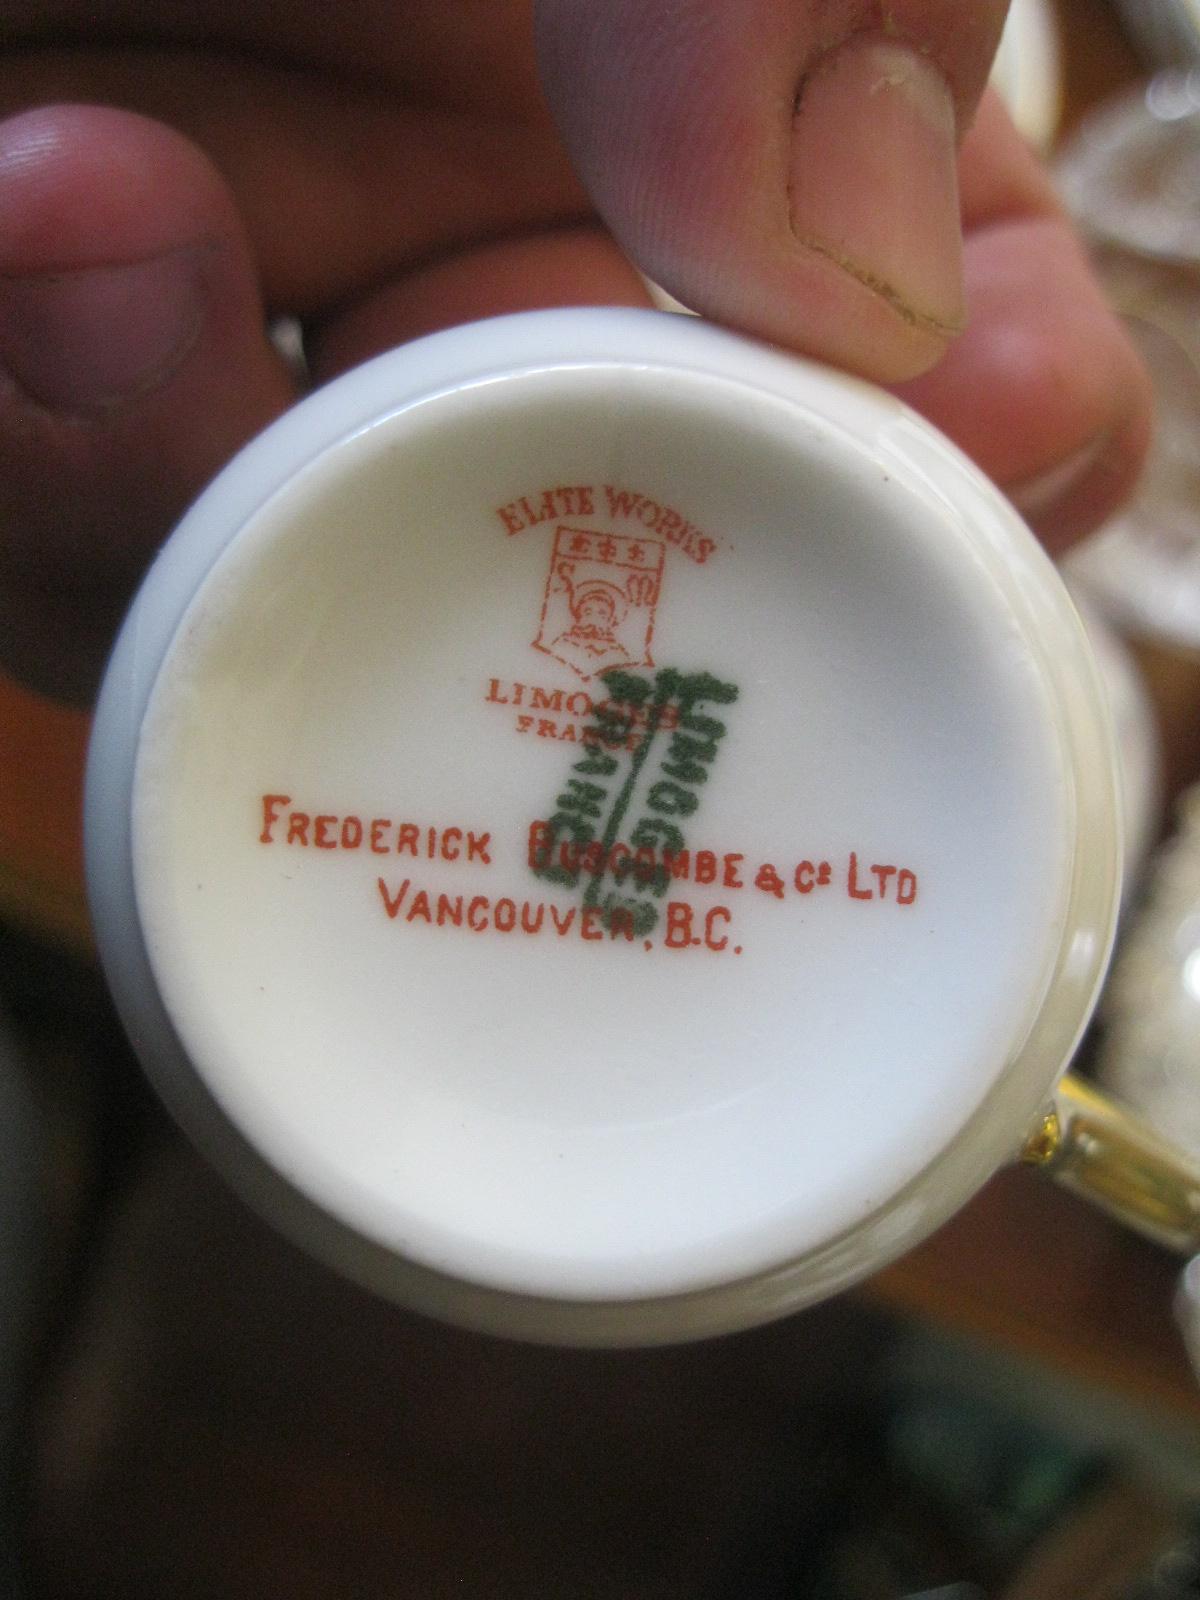 ELITE WORKS
S M
LIMOGES
FRANCE
FREDERICK BUSCOMBE & Co LTD
VANCOUVER, B.C.
LIMOGES
FRANCE